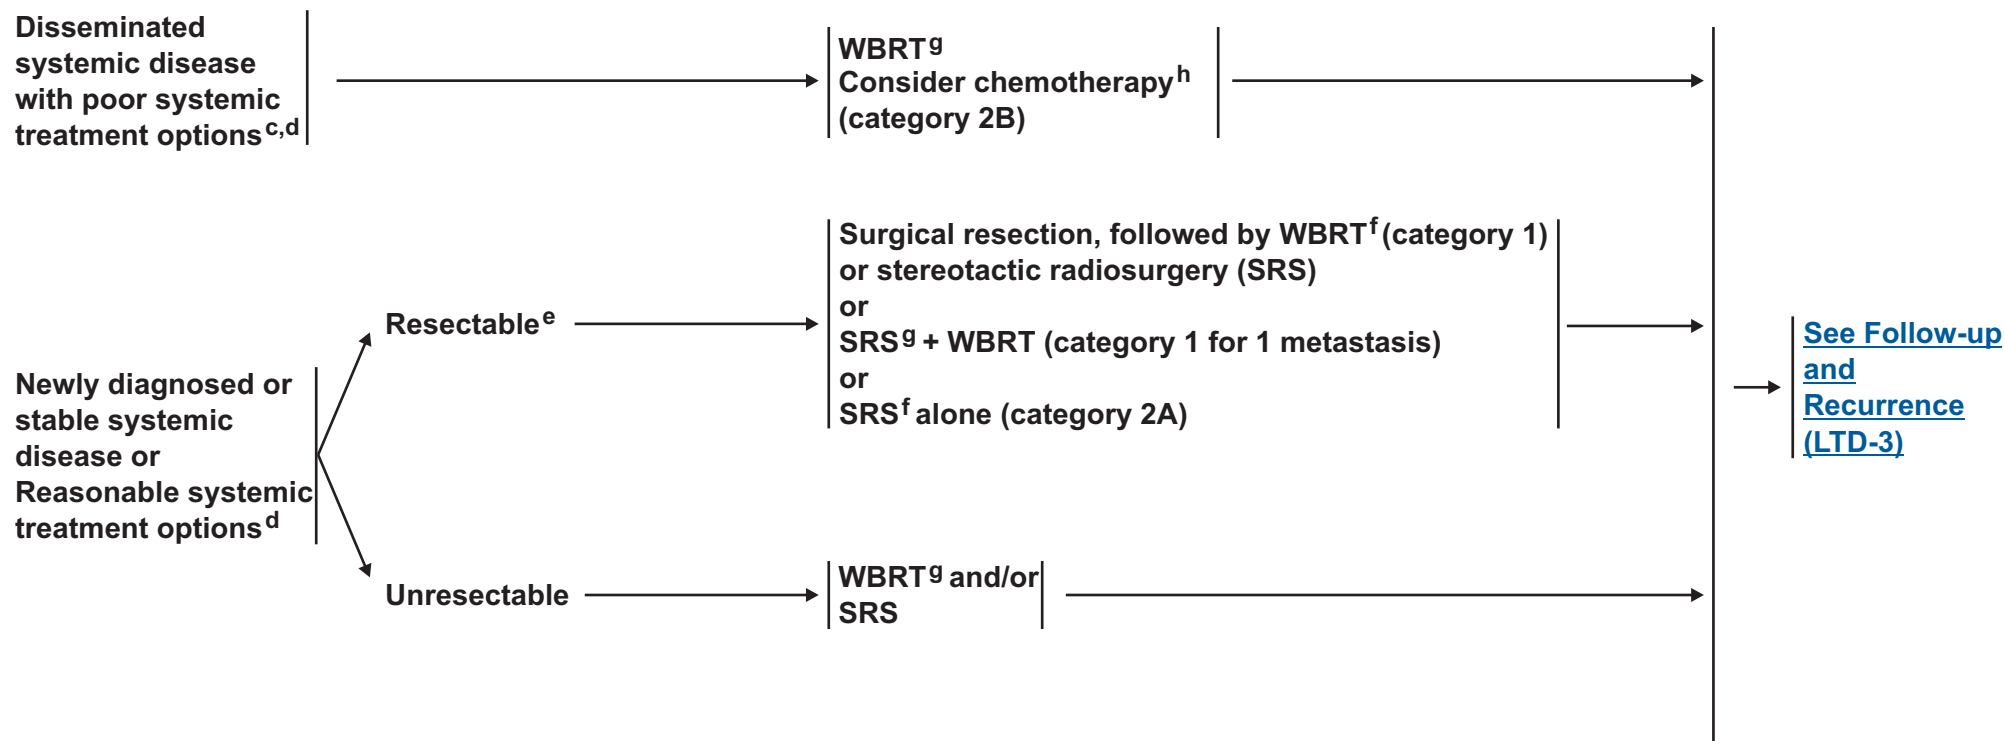 Disseminated
systemic disease
with poor systemic
treatment options c,d
WBRT g
Consider chemotherapy h
(category 2B)
Newly diagnosed or
stable systemic
disease or
Reasonable systemic
treatment options d
Resectable e
Surgical resection, followed by WBRT f (category 1)
or stereotactic radiosurgery (SRS)
or
SRS g + WBRT (category 1 for 1 metastasis)
or
SRS f alone (category 2A)
Unresectable
WBRT g and/or
SRS
See Follow-up
and
Recurrence
(LTD-3)